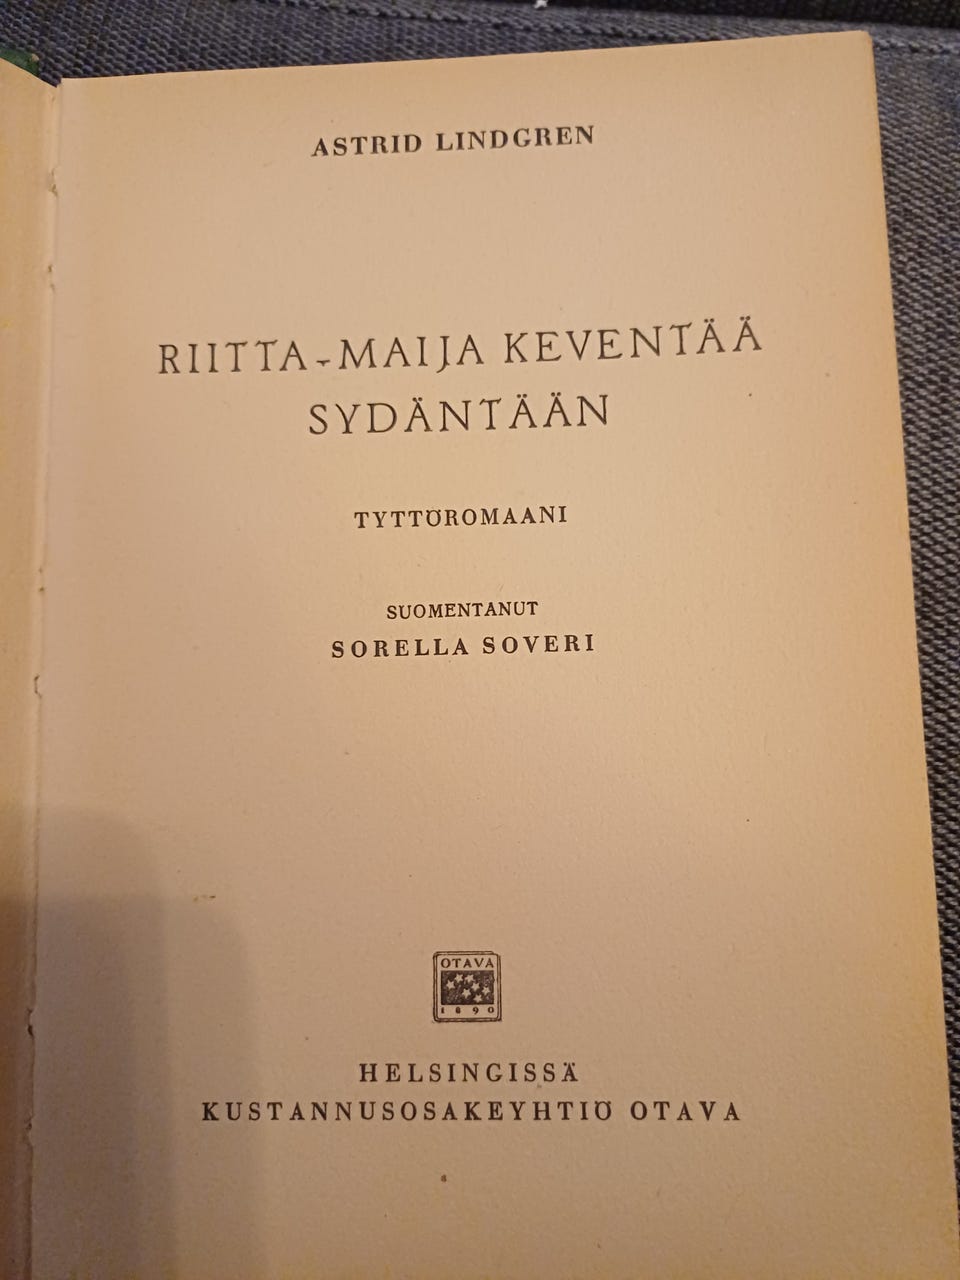 ASTRID LINDGREN
RIITTA-MAIJA KEVENTÄÄ
SYDÄNTÄÄN
TYTTÖROMAANI
SUOMENTANUT
SORELLA SOVERI
OTAVA
1890
HELSINGISSÄ
KUSTANNUSOSAKEYHTIÖ OTAVA